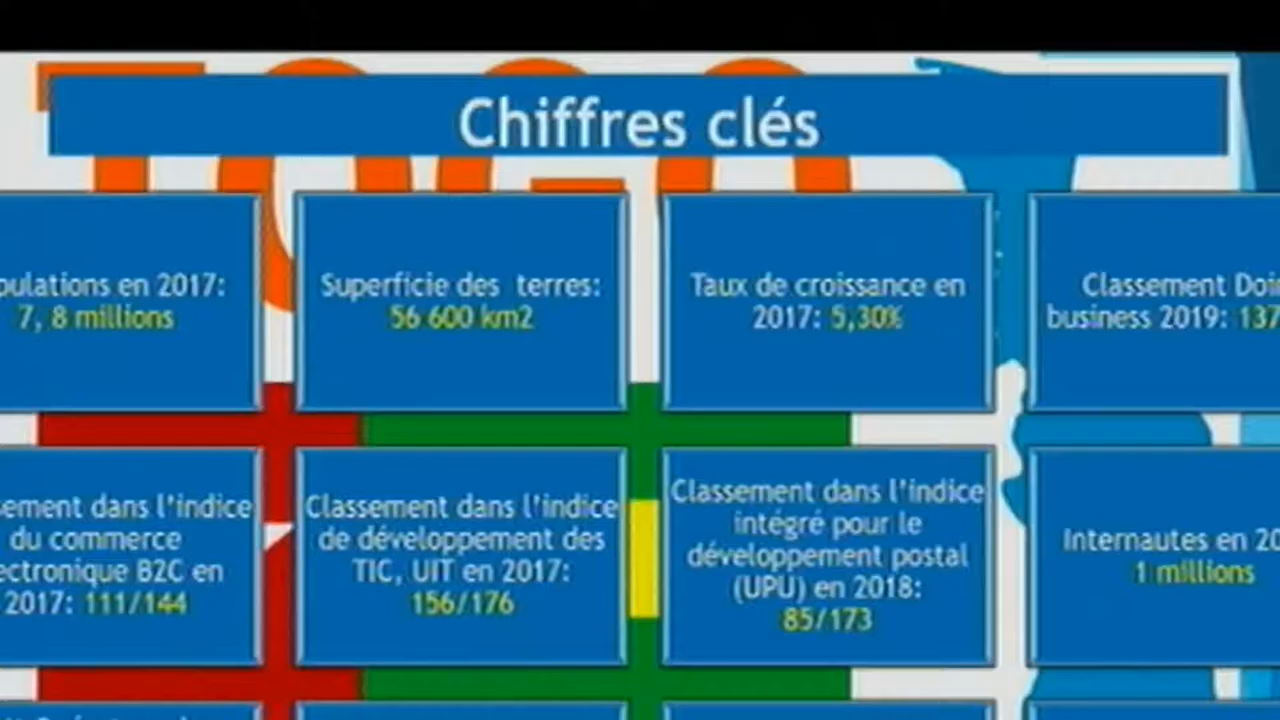 TOGO
Chiffres clés
pulations en 2017:
7, 8 millions
Superficie des terres:
56 600 km2
Taux de croissance en
2017: 5,30%
Classement Doi
business 2019: 137
sement dans l'indice
du commerce
ectronique B2C en
2017: 111/144
Classement dans l'indice
de développement des
TIC, UIT en 2017:
156/176
Classement dans l'indice
intégré pour le
développement postal
(UPU) en 2018:
85/173
Internautes en 20
1 millions